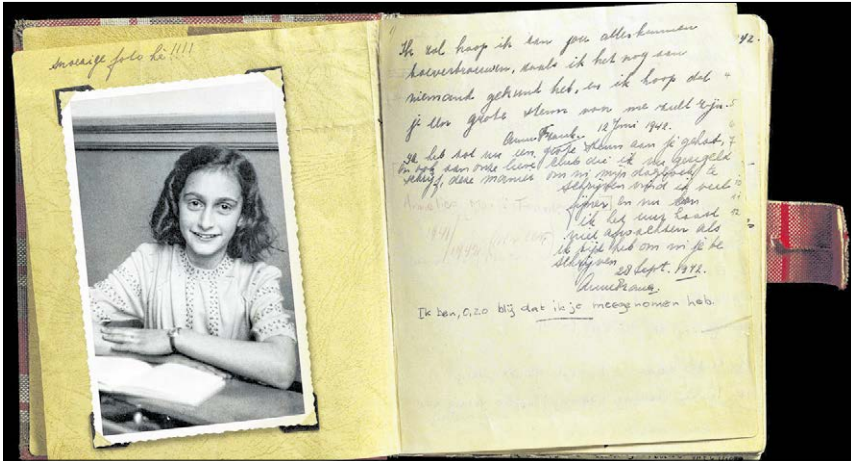 snoezige foto hè!!!!
Ik zal hoop ik aan jou alles kunnen
toevertrouwen, zoals ik het nog aan
niemand gekund heb, en ik hoop dat
je een grote steun van me zult zijn.
Anne Frank. 12 Juni 1942.
Ik heb tot nu een grote steun aan je gehad,
en ook aan onze lieve club die ik nu geregeld
schrijf, deze manier om in mijn dagboek te
schrijven vind ik veel
fijner en nu kan
ik het uur haast
niet afwachten als
ik tijd heb om in je te
schrijven.
28 Sept. 1942.
Anne Frank.
Ik ben, o, zo blij dat ik je meegenomen heb.
42.